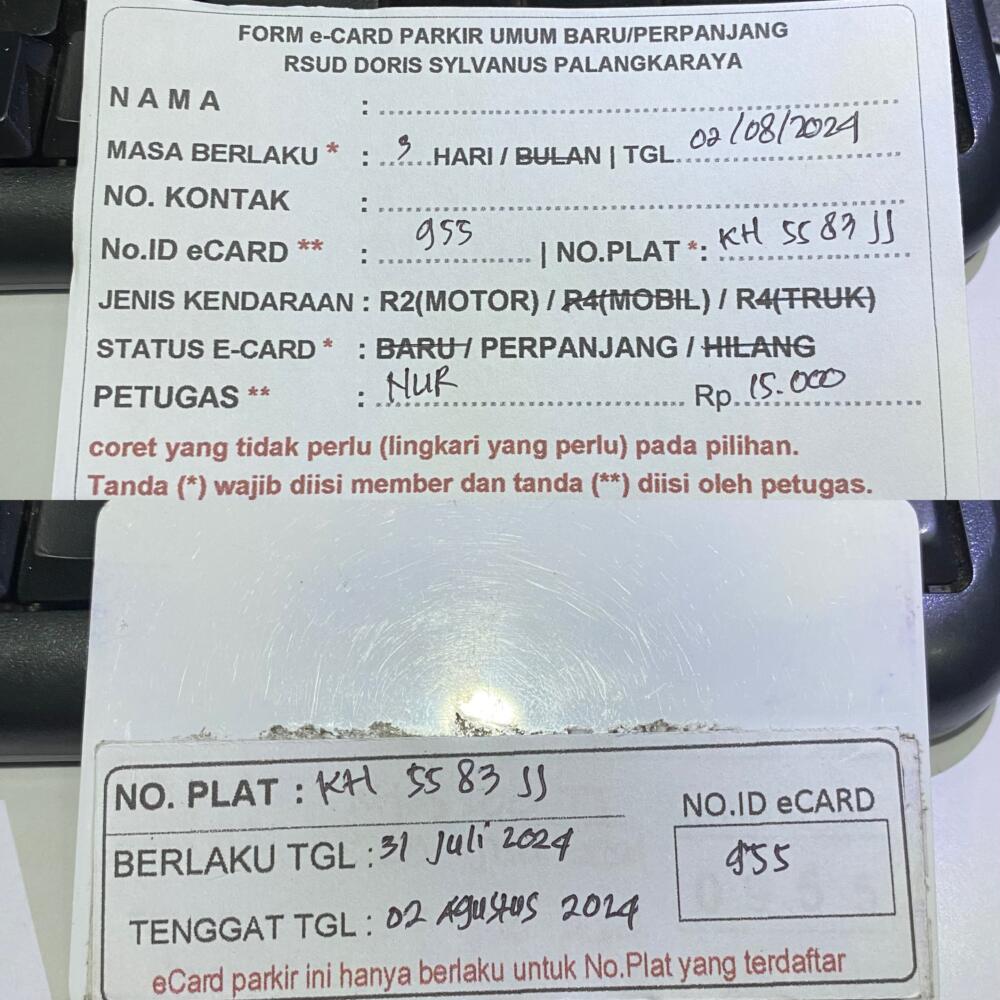 FORM e-CARD PARKIR UMUM BARU/PERPANJANG
RSUD DORIS SYLVANUS PALANGKARAYA
N A M A :
MASA BERLAKU * : 3 HARI / BULAN | TGL. 02/08/2024
NO. KONTAK :
No.ID eCARD ** : 955 | NO.PLAT *: KH 5583 JJ
JENIS KENDARAAN : R2(MOTOR) / R4(MOBIL) / R4(TRUK)
STATUS E-CARD * : BARU / PERPANJANG / HILANG
PETUGAS ** : NUR Rp. 15.000
coret yang tidak perlu (lingkari yang perlu) pada pilihan.
Tanda (*) wajib diisi member dan tanda (**) diisi oleh petugas.
NO. PLAT : KH 5583 JJ
NO.ID eCARD
BERLAKU TGL : 31 Juli 2024
955
TENGGAT TGL : 02 Agustus 2024
eCard parkir ini hanya berlaku untuk No.Plat yang terdaftar